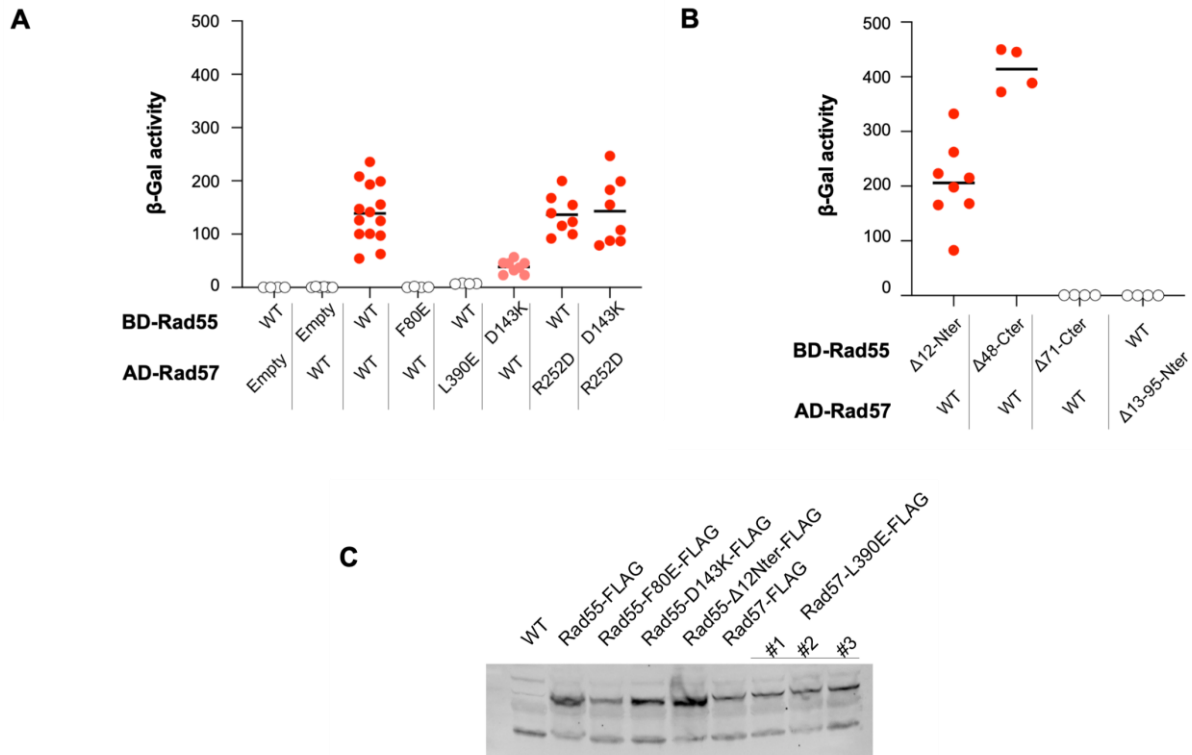 A
500
400
300
200
100
0
β-Gal activity
BD-Rad55
WT
Empty
WT
F80E
WT
D143K
WT
D143K
AD-Rad57
Empty
WT
WT
WT
L390E
WT
R252D
R252D
B
500
400
300
200
100
0
β-Gal activity
BD-Rad55
Δ12-Nter
Δ48-Cter
Δ71-Cter
WT
AD-Rad57
WT
WT
WT
Δ13-95-Nter
C
WT
Rad55-FLAG
Rad55-F80E-FLAG
Rad55-D143K-FLAG
Rad55-Δ12Nter-FLAG
Rad57-FLAG
Rad57-L390E-FLAG
#1
#2
#3